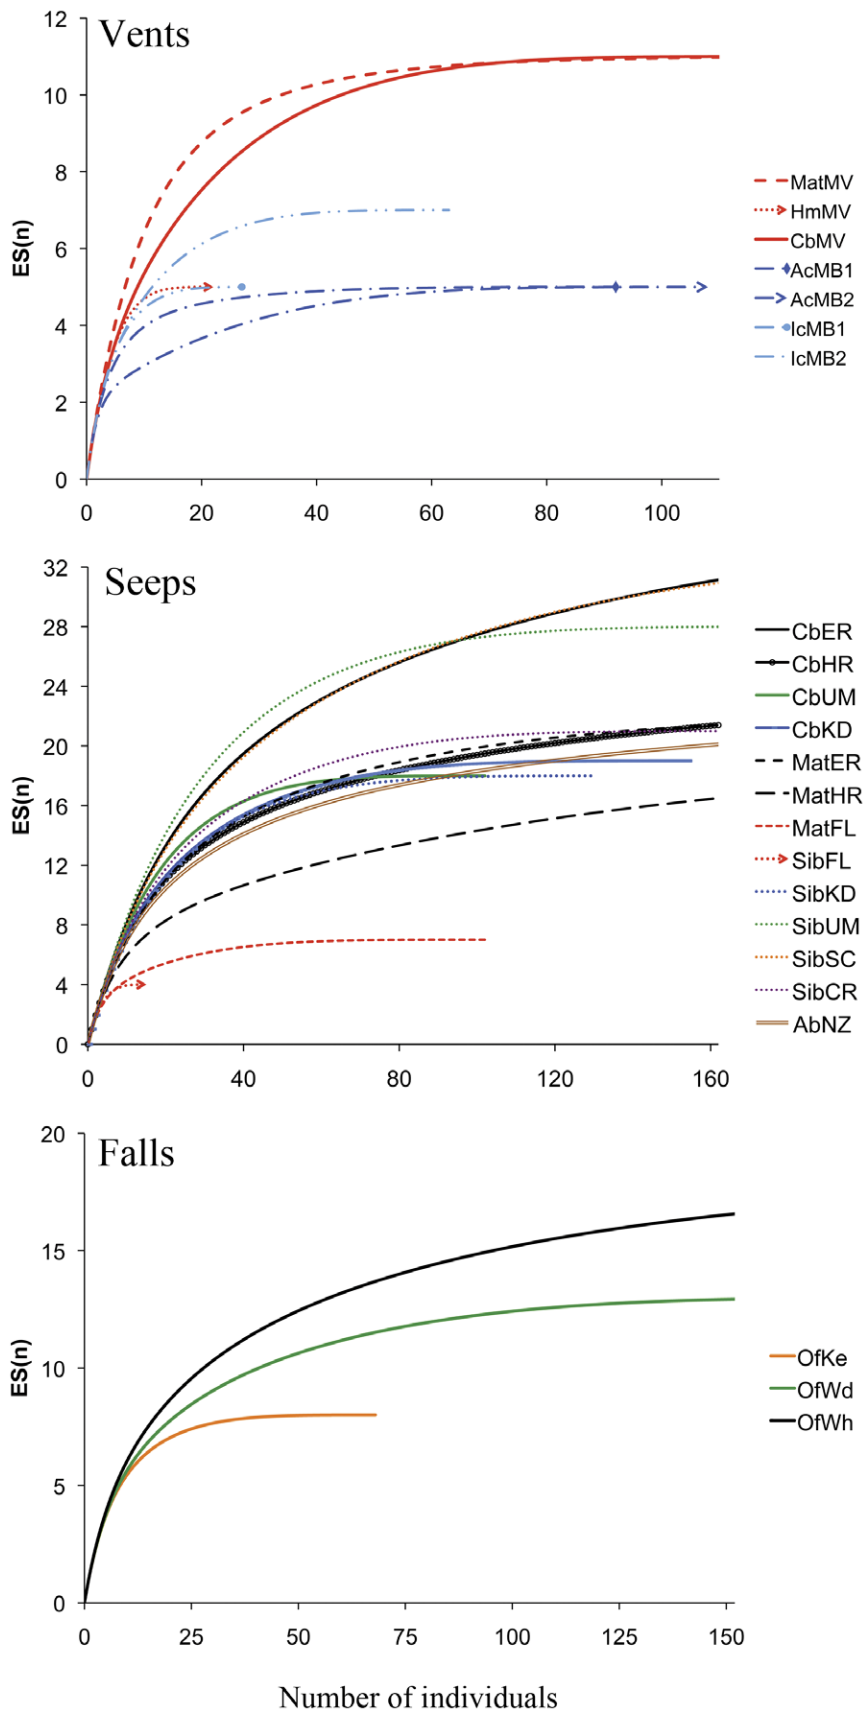 Vents
12
10
8
6
4
2
0
ES(n)
0 20 40 60 80 100
MatMV
HmMV
CbMV
AcMB1
AcMB2
IcMB1
IcMB2
Seeps
32
28
24
20
16
12
8
4
0
ES(n)
0 40 80 120 160
CbER
CbHR
CbUM
CbKD
MatER
MatHR
MatFL
SibFL
SibKD
SibUM
SibSC
SibCR
AbNZ
Falls
20
15
10
5
0
ES(n)
0 25 50 75 100 125 150
OfKe
OfWd
OfWh
Number of individuals